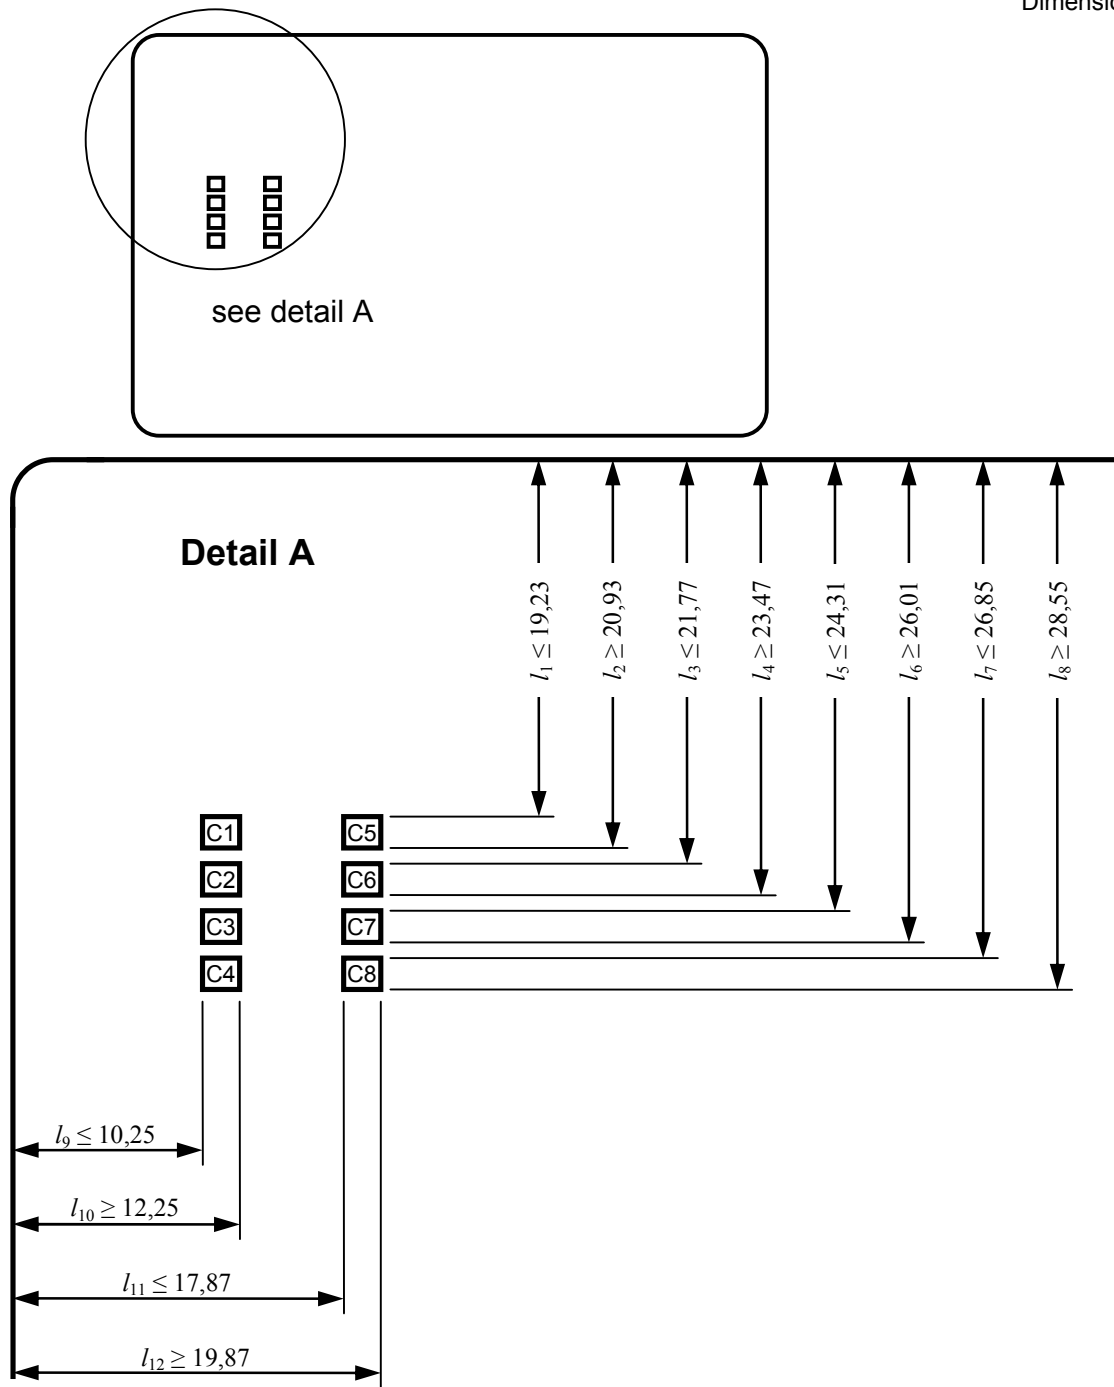 see detail A
Detail A
l1 ≤ 19,23
l2 ≥ 20,93
l3 ≤ 21,77
l4 ≥ 23,47
l5 ≤ 24,31
l6 ≥ 26,01
l7 ≤ 26,85
l8 ≥ 28,55
C1 C5
C2 C6
C3 C7
C4 C8
l9 ≤ 10,25
l10 ≥ 12,25
l11 ≤ 17,87
l12 ≥ 19,87